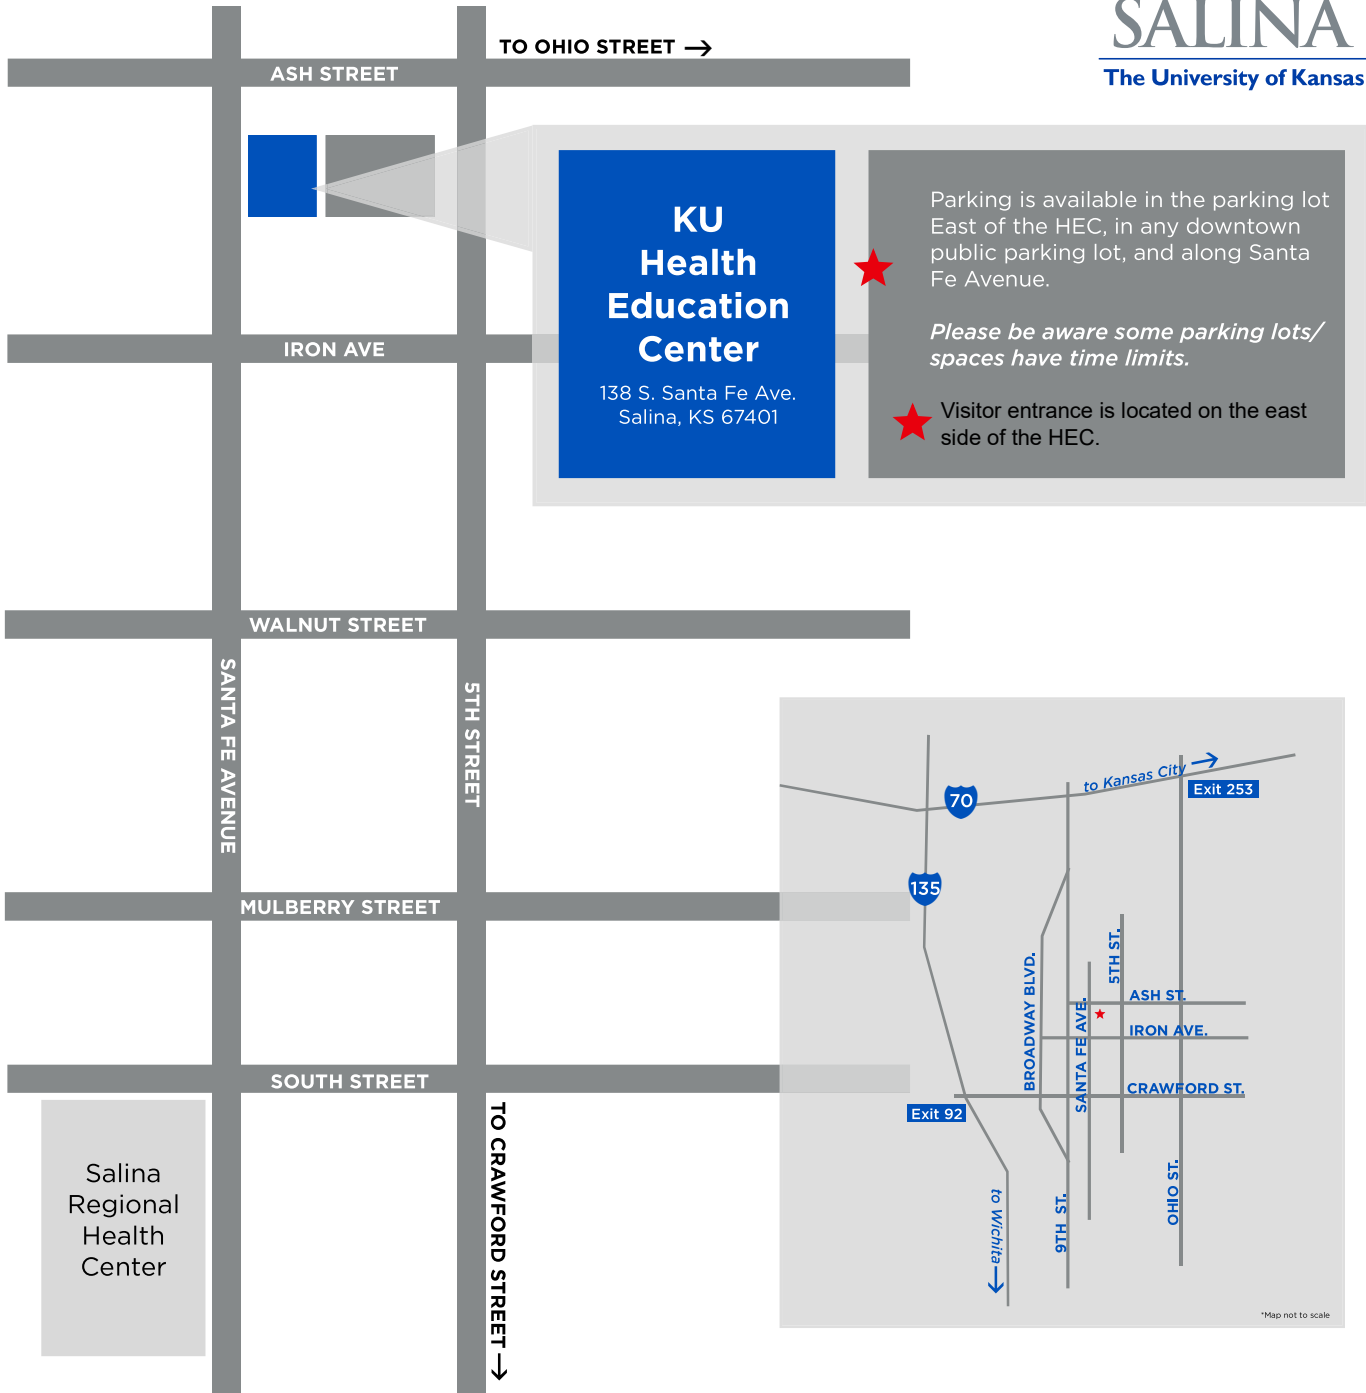 SALINA
The University of Kansas
TO OHIO STREET →
ASH STREET
KU
Health
Education
Center
138 S. Santa Fe Ave.
Salina, KS 67401
Parking is available in the parking lot
East of the HEC, in any downtown
public parking lot, and along Santa
Fe Avenue.
Please be aware some parking lots/
spaces have time limits.
Visitor entrance is located on the east
side of the HEC.
IRON AVE
WALNUT STREET
SANTA FE AVENUE
5TH STREET
MULBERRY STREET
SOUTH STREET
TO CRAWFORD STREET →
Salina
Regional
Health
Center
to Kansas City →
Exit 253
70
135
5TH ST.
BROADWAY BLVD.
ASH ST.
SANTA FE AVE.
IRON AVE.
CRAWFORD ST.
Exit 92
to Wichita →
9TH ST.
OHIO ST.
*Map not to scale